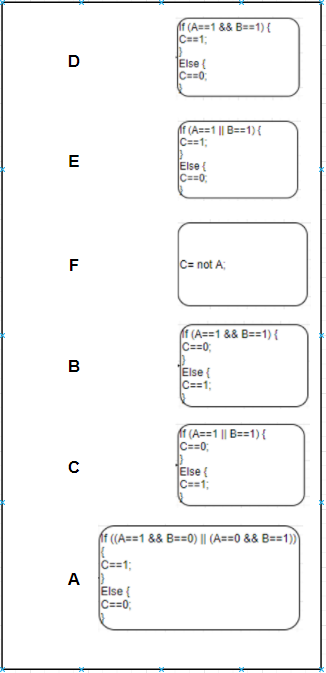 D
If (A==1 && B==1) {
C==1;
}
Else {
C==0;
}
E
If (A==1 || B==1) {
C==1;
}
Else {
C==0;
}
F
C= not A;
B
If (A==1 && B==1) {
C==0;
}
Else {
C==1;
}
C
If (A==1 || B==1) {
C==0;
}
Else {
C==1;
}
A
If ((A==1 && B==0) || (A==0 && B==1))
{
C==1;
}
Else {
C==0;
}